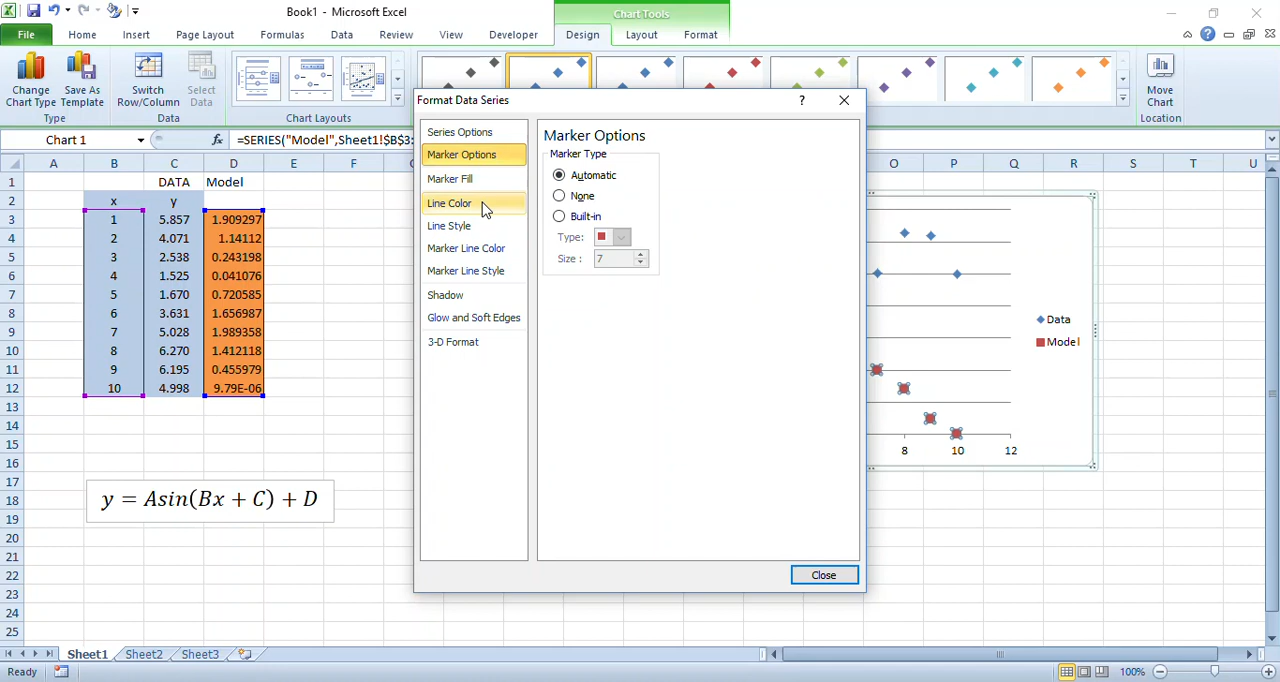 Book1 - Microsoft Excel
Chart Tools
File Home Insert Page Layout Formulas Data Review View Developer Design Layout Format
Change Chart Type
Save As Template
Switch Row/Column
Select Data
Move Chart
Type
Data
Chart Layouts
Location
Chart 1
fx
=SERIES("Model",Sheet1!$B$3:
Format Data Series
?
Series Options
Marker Options
Marker Fill
Line Color
Line Style
Marker Line Color
Marker Line Style
Shadow
Glow and Soft Edges
3-D Format
Marker Options
Marker Type
Automatic
None
Built-in
Type:
Size : 7
Close
A B C D E F O P Q R S T U
1 DATA Model
2 x y
3 1 5.857 1.909297
4 2 4.071 1.14112
5 3 2.538 0.243198
6 4 1.525 0.041076
7 5 1.670 0.720585
8 6 3.631 1.656987
9 7 5.028 1.989358
10 8 6.270 1.412118
11 9 6.195 0.455979
12 10 4.998 9.79E-06
13
14
15
16
17
18
19
20
21
22
23
24
25
y = Asin(Bx + C) + D
Data
Model
8 10 12
Sheet1 Sheet2 Sheet3
Ready
100%